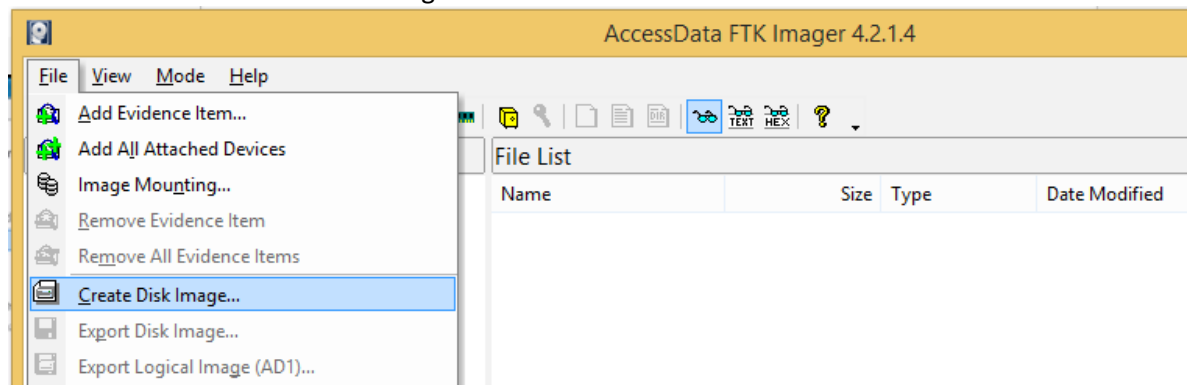 AccessData FTK Imager 4.2.1.4
File View Mode Help
Add Evidence Item...
Add All Attached Devices
Image Mounting...
Remove Evidence Item
Remove All Evidence Items
Create Disk Image...
Export Disk Image...
Export Logical Image (AD1)...
DIR TEXT HEX
File List
Name Size Type Date Modified